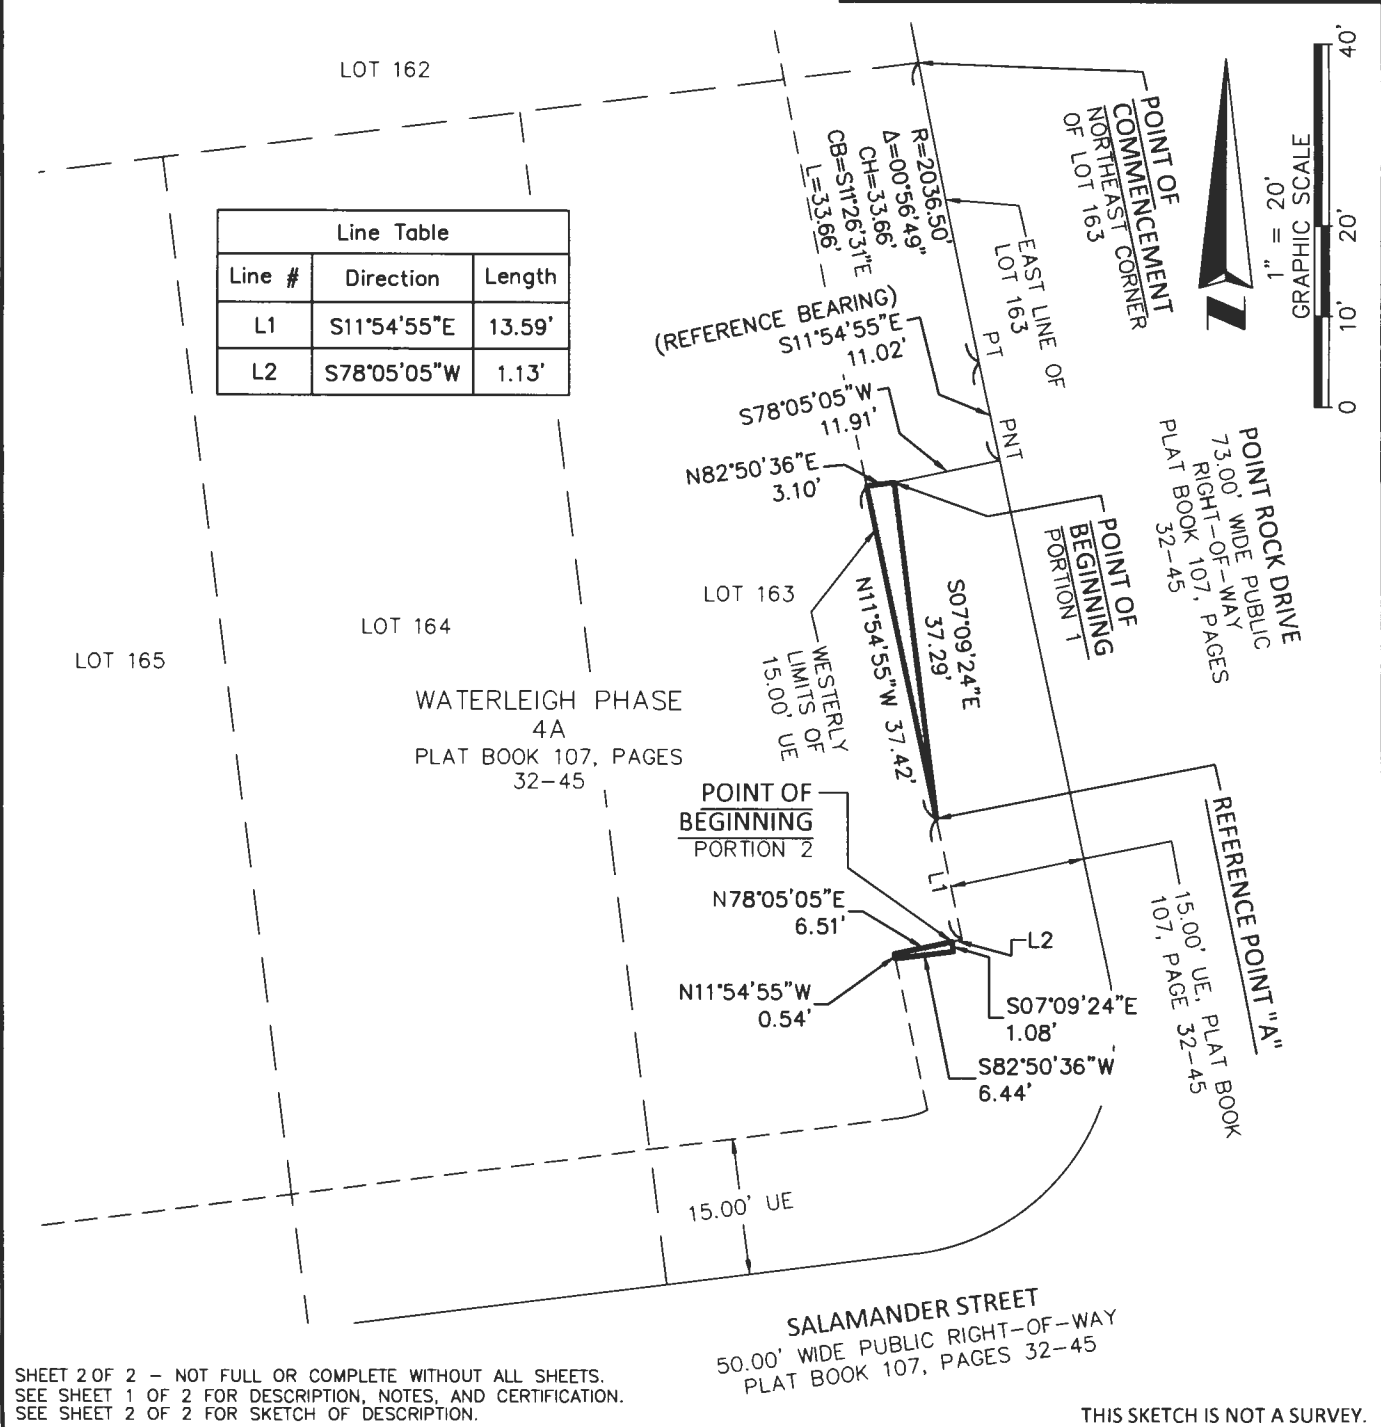 LOT 162
POINT OF
COMMENCEMENT
NORTHEAST CORNER
OF LOT 163
40'
20'
10'
0
1" = 20'
GRAPHIC SCALE
R=2036.50'
Δ=00°56'49"
CH=33.66'
CB=S11°26'31"E
L=33.66'
EAST LINE OF
LOT 163
Line Table
Line # Direction Length
L1 S11°54'55"E 13.59'
L2 S78°05'05"W 1.13'
(REFERENCE BEARING)
S11°54'55"E
11.02'
PT
S78°05'05"W
11.91'
PNT
N82°50'36"E
3.10'
POINT OF
BEGINNING
PORTION 1
POINT ROCK DRIVE
73.00' WIDE PUBLIC
RIGHT-OF-WAY
PLAT BOOK 107, PAGES
32-45
LOT 163
LOT 164
LOT 165
S07°09'24"E
37.29'
N11°54'55"W 37.42'
WESTERLY
LIMITS OF
15.00' UE
WATERLEIGH PHASE
4A
PLAT BOOK 107, PAGES
32-45
POINT OF
BEGINNING
PORTION 2
REFERENCE POINT "A"
L1
N78°05'05"E
6.51'
L2
15.00' UE, PLAT BOOK
107, PAGE 32-45
N11°54'55"W
0.54'
S07°09'24"E
1.08'
S82°50'36"W
6.44'
15.00' UE
SALAMANDER STREET
50.00' WIDE PUBLIC RIGHT-OF-WAY
PLAT BOOK 107, PAGES 32-45
SHEET 2 OF 2 - NOT FULL OR COMPLETE WITHOUT ALL SHEETS.
SEE SHEET 1 OF 2 FOR DESCRIPTION, NOTES, AND CERTIFICATION.
SEE SHEET 2 OF 2 FOR SKETCH OF DESCRIPTION.
THIS SKETCH IS NOT A SURVEY.